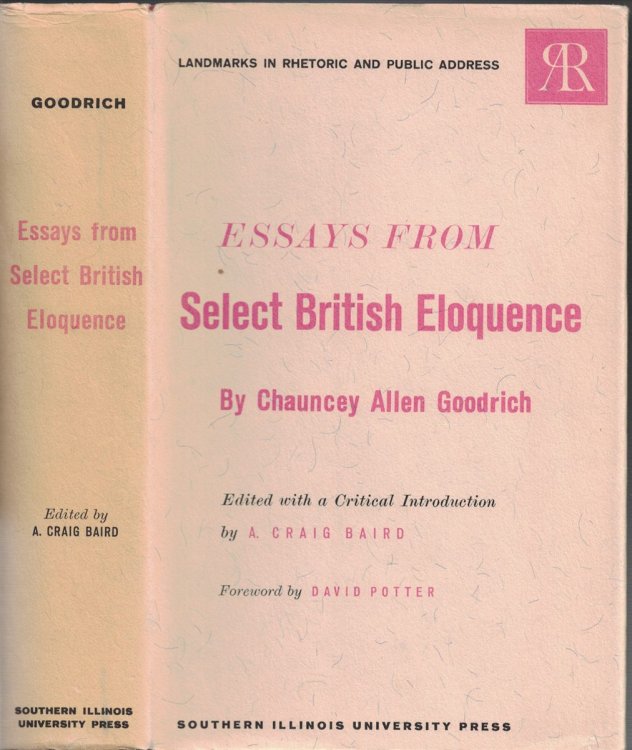 GOODRICH
Essays from
Select British
Eloquence
Edited by
A. CRAIG BAIRD
SOUTHERN ILLINOIS
UNIVERSITY PRESS
LANDMARKS IN RHETORIC AND PUBLIC ADDRESS
RR
ESSAYS FROM
Select British Eloquence
By Chauncey Allen Goodrich
Edited with a Critical Introduction
by A. CRAIG BAIRD
Foreword by DAVID POTTER
SOUTHERN ILLINOIS UNIVERSITY PRESS